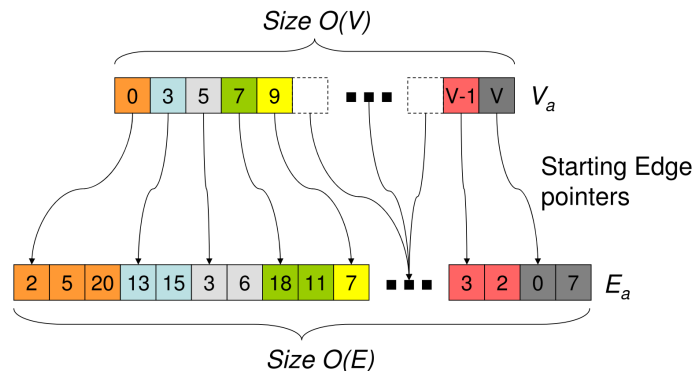 Size O(V)
0 3 5 7 9 V-1 V Va
Starting Edge
pointers
2 5 20 13 15 3 6 18 11 7 3 2 0 7 Ea
Size O(E)